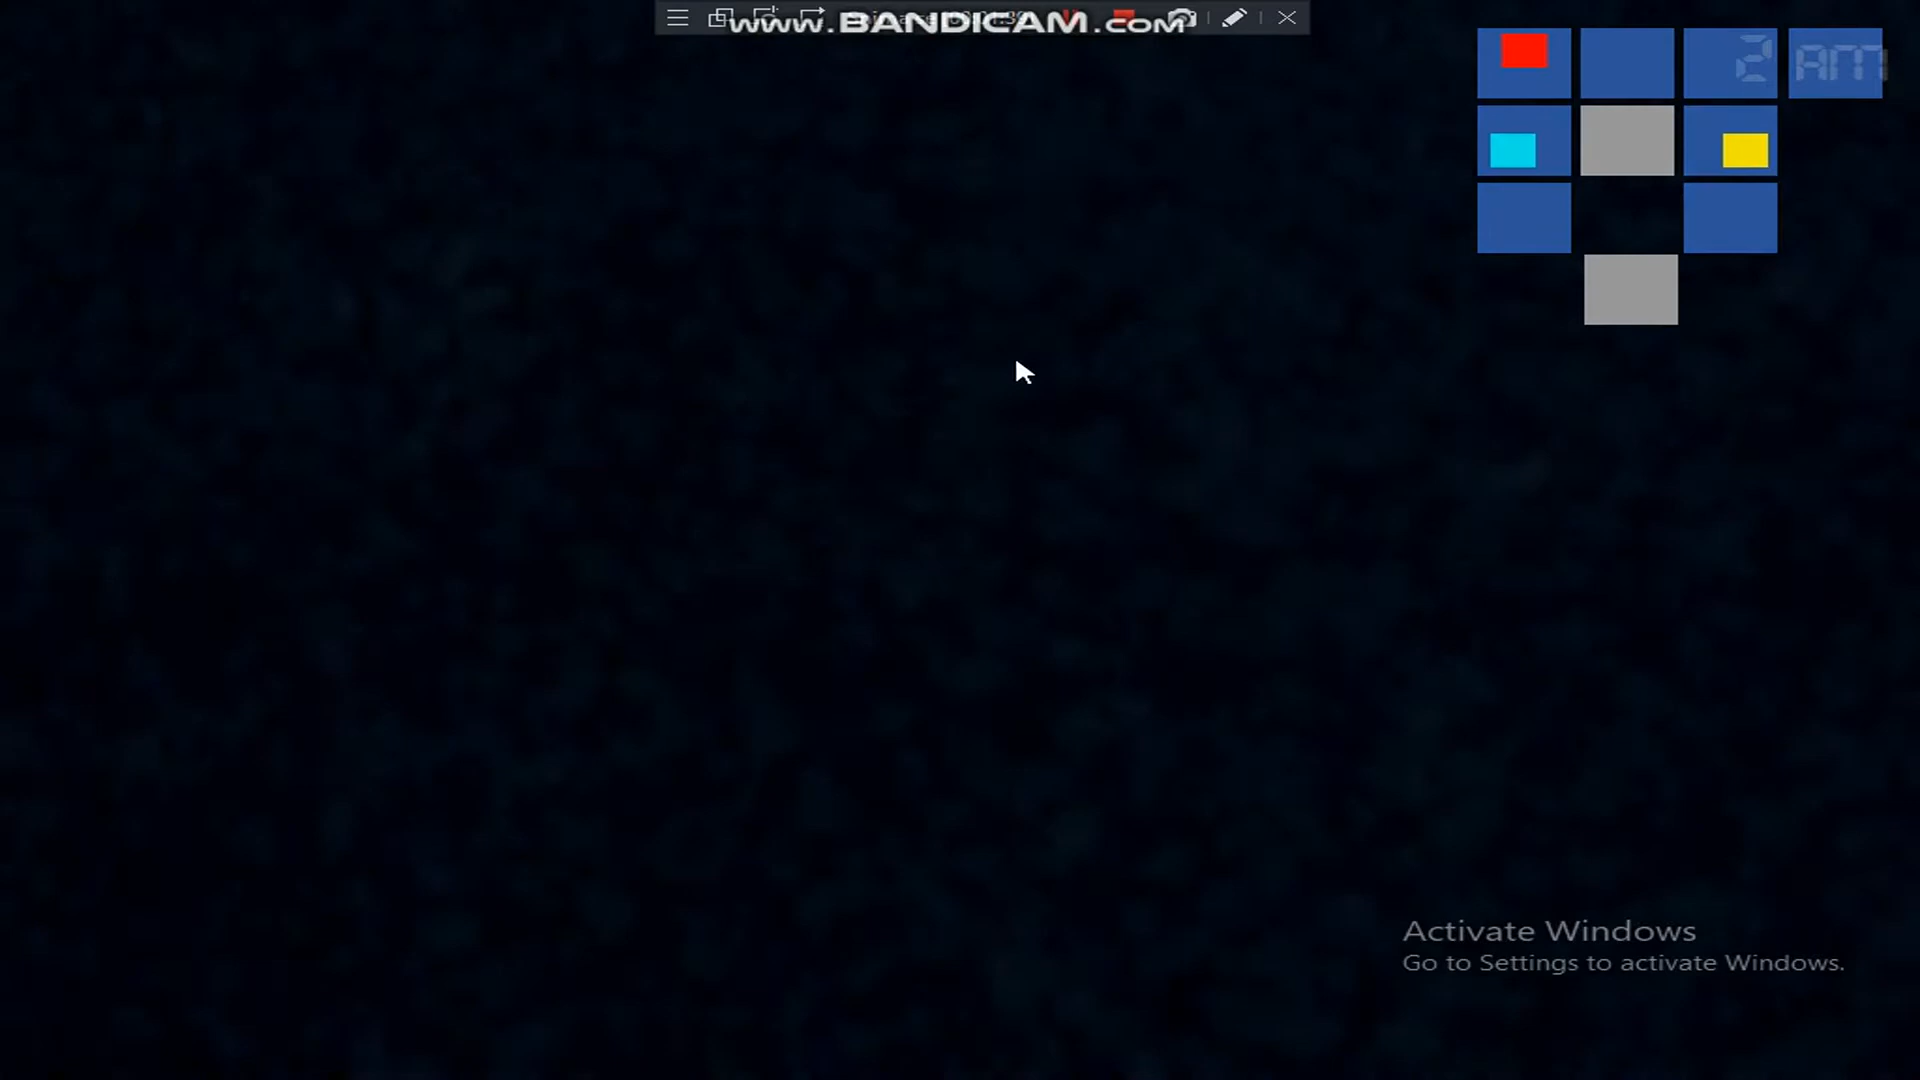 www.BANDICAM.com
2 AM
Activate Windows
Go to Settings to activate Windows.